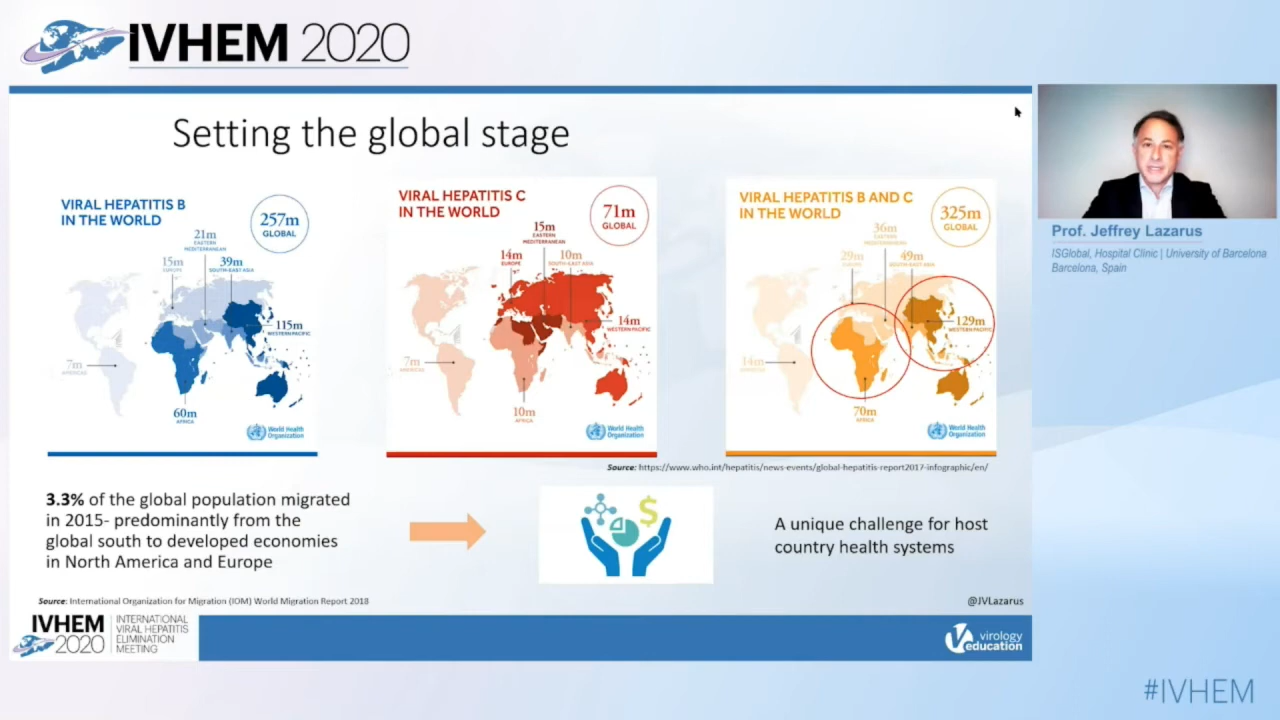 IVHEM 2020
Setting the global stage
VIRAL HEPATITIS B
IN THE WORLD
257m
GLOBAL
21m
EASTERN
MEDITERRANEAN
15m
EUROPE
39m
SOUTH-EAST ASIA
115m
WESTERN PACIFIC
7m
AMERICAS
60m
AFRICA
World Health
Organization
VIRAL HEPATITIS C
IN THE WORLD
71m
GLOBAL
15m
EASTERN
MEDITERRANEAN
14m
EUROPE
10m
SOUTH-EAST ASIA
14m
WESTERN PACIFIC
7m
AMERICAS
10m
AFRICA
World Health
Organization
VIRAL HEPATITIS B AND C
IN THE WORLD
325m
GLOBAL
36m
EASTERN
MEDITERRANEAN
29m
EUROPE
49m
SOUTH-EAST ASIA
129m
WESTERN PACIFIC
14m
AMERICAS
70m
AFRICA
World Health
Organization
Source: https://www.who.int/hepatitis/news-events/global-hepatitis-report2017-infographic/en/
3.3% of the global population migrated
in 2015- predominantly from the
global south to developed economies
in North America and Europe
$
A unique challenge for host
country health systems
Source: International Organization for Migration (IOM) World Migration Report 2018
@JVLazarus
IVHEM
2020
INTERNATIONAL
VIRAL HEPATITIS
ELIMINATION
MEETING
virology
education
Prof. Jeffrey Lazarus
ISGlobal, Hospital Clinic | University of Barcelona
Barcelona, Spain
#IVHEM